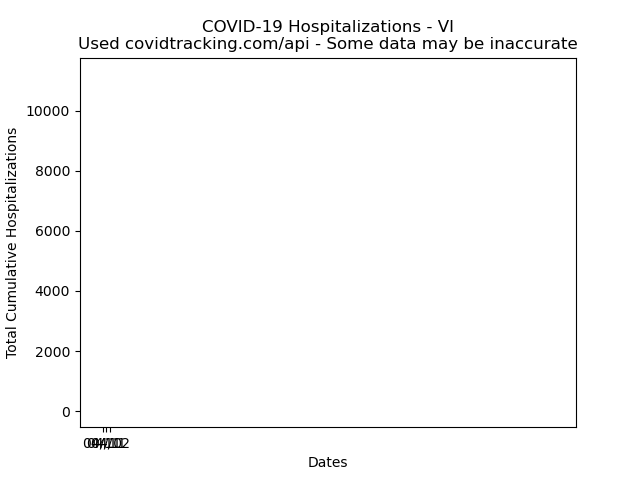 COVID-19 Hospitalizations - VI
Used covidtracking.com/api - Some data may be inaccurate
Total Cumulative Hospitalizations
10000
8000
6000
4000
2000
0
Dates